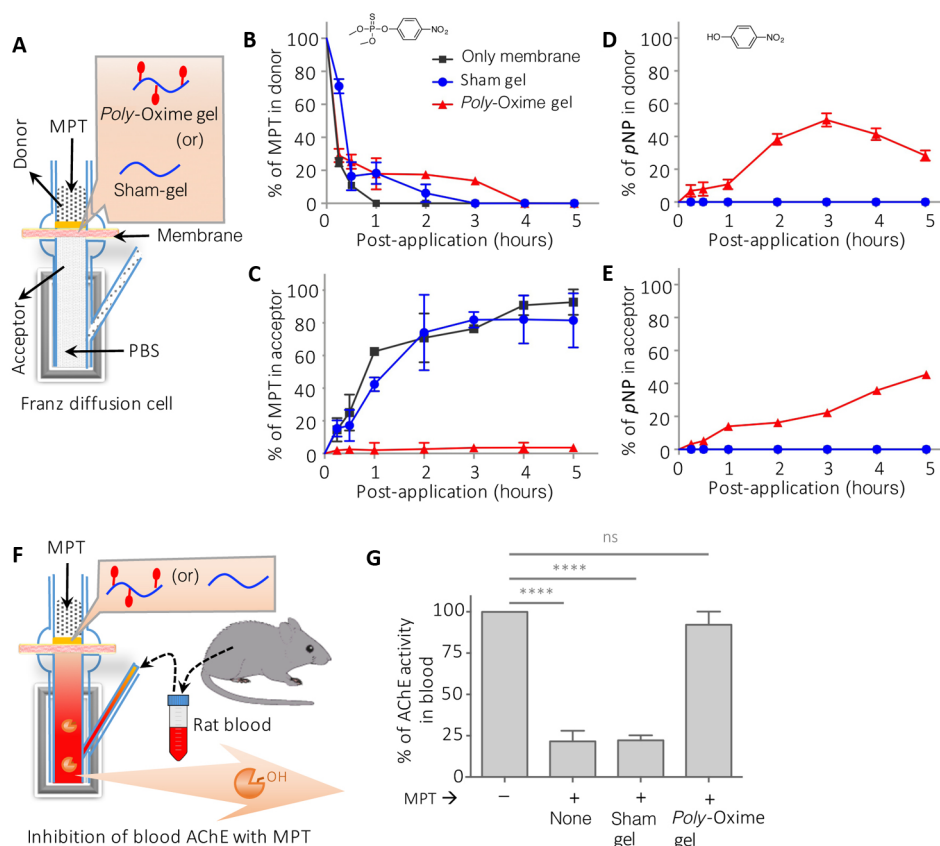 A
MPT
Donor
Poly-Oxime gel
(or)
Sham-gel
Membrane
Acceptor
PBS
Franz diffusion cell
B
S
O
P
O
O
NO₂
Only membrane
Sham gel
Poly-Oxime gel
% of MPT in donor
100
80
60
40
20
0
0 1 2 3 4 5
Post-application (hours)
C
% of MPT in acceptor
100
80
60
40
20
0
0 1 2 3 4 5
Post-application (hours)
D
HO
NO₂
% of pNP in donor
100
80
60
40
20
0
0 1 2 3 4 5
Post-application (hours)
E
% of pNP in acceptor
100
80
60
40
20
0
0 1 2 3 4 5
Post-application (hours)
F
MPT
(or)
Rat blood
OH
Inhibition of blood AChE with MPT
G
ns
****
****
% of AChE activity
in blood
100
75
50
25
0
MPT → − + + +
None Sham Poly-Oxime
gel gel